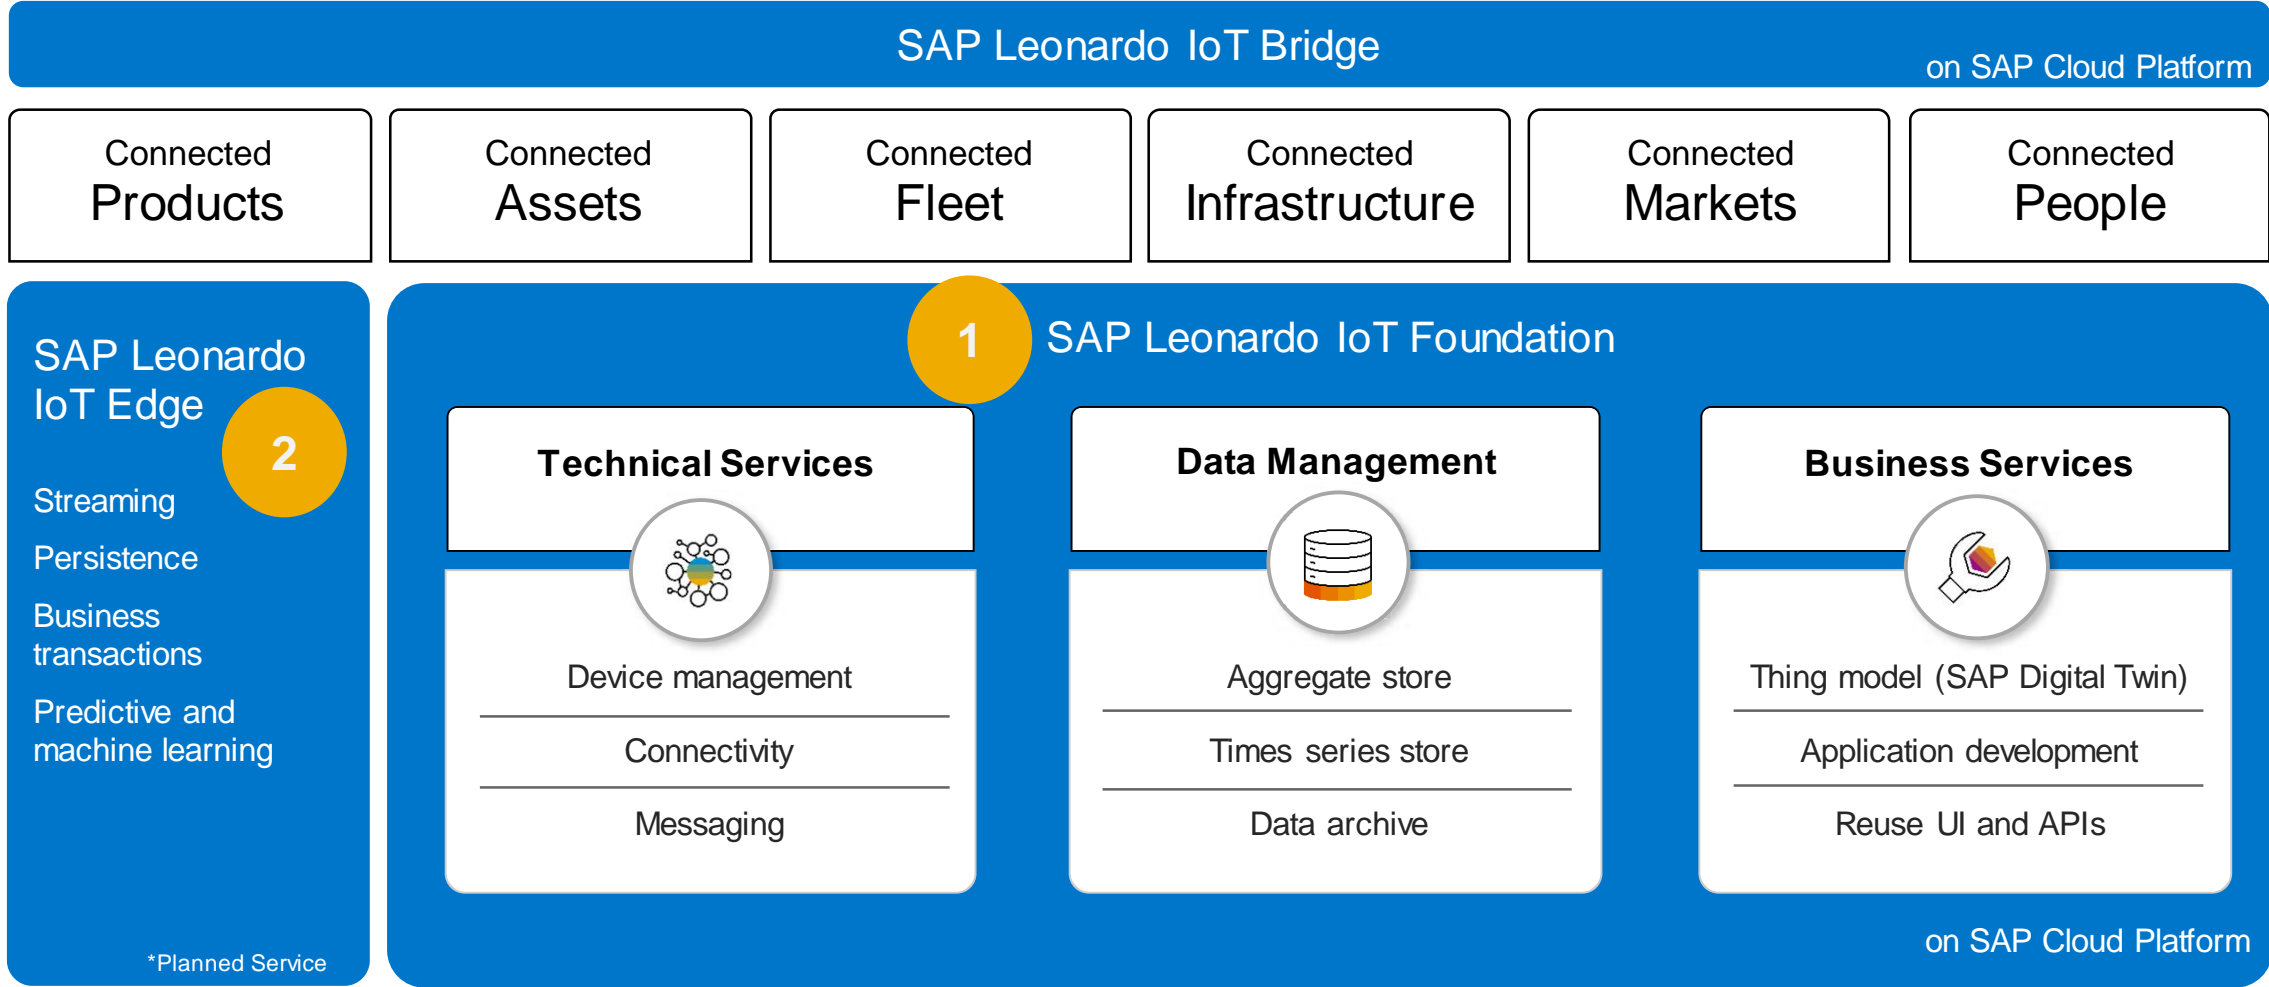 SAP Leonardo IoT Bridge
on SAP Cloud Platform
Connected
Products
Connected
Assets
Connected
Fleet
Connected
Infrastructure
Connected
Markets
Connected
People
SAP Leonardo
IoT Edge
2
Streaming
Persistence
Business
transactions
Predictive and
machine learning
*Planned Service
1
SAP Leonardo IoT Foundation
Technical Services
Device management
Connectivity
Messaging
Data Management
Aggregate store
Times series store
Data archive
Business Services
Thing model (SAP Digital Twin)
Application development
Reuse UI and APIs
on SAP Cloud Platform